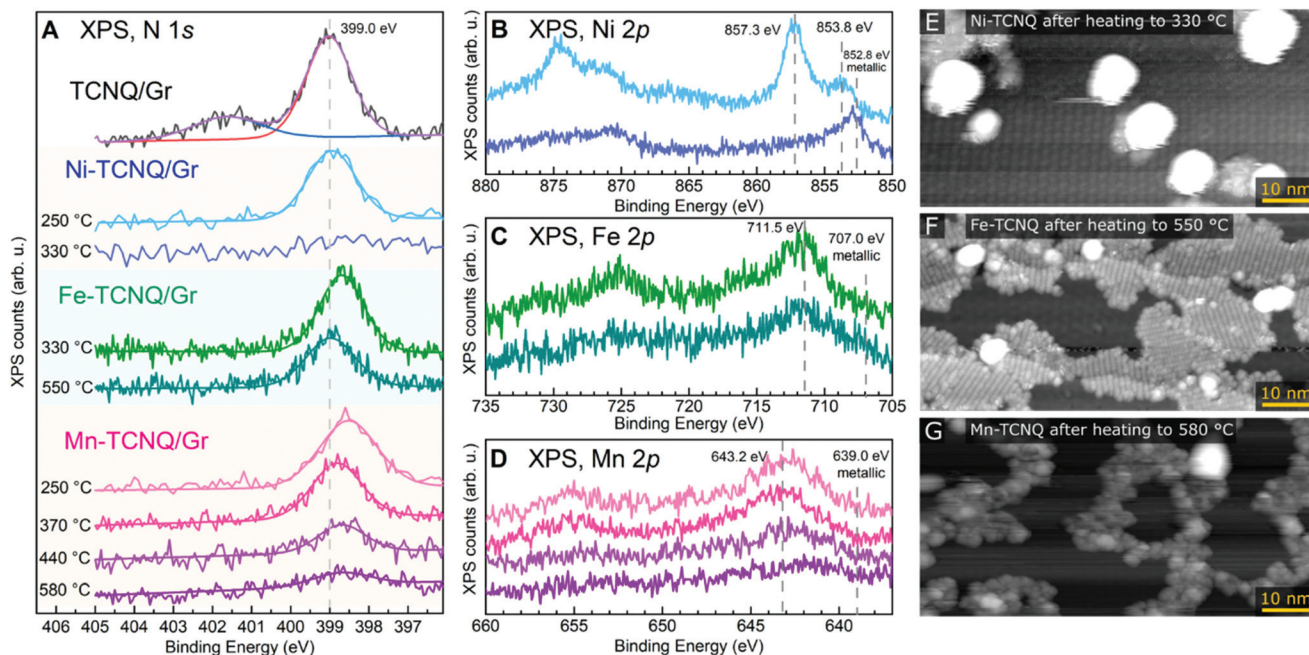 A XPS, N 1s
399.0 eV
TCNQ/Gr
Ni-TCNQ/Gr
250 °C
330 °C
Fe-TCNQ/Gr
330 °C
550 °C
Mn-TCNQ/Gr
250 °C
370 °C
440 °C
580 °C
XPS counts (arb. u.)
406 405 404 403 402 401 400 399 398 397
Binding Energy (eV)
B XPS, Ni 2p
857.3 eV
853.8 eV
852.8 eV
metallic
XPS counts (arb. u.)
880 875 870 865 860 855 850
Binding Energy (eV)
C XPS, Fe 2p
711.5 eV
707.0 eV
metallic
XPS counts (arb. u.)
735 730 725 720 715 710 705
Binding Energy (eV)
D XPS, Mn 2p
643.2 eV
639.0 eV
metallic
XPS counts (arb. u.)
660 655 650 645 640
Binding Energy (eV)
E Ni-TCNQ after heating to 330 °C
10 nm
F Fe-TCNQ after heating to 550 °C
10 nm
G Mn-TCNQ after heating to 580 °C
10 nm